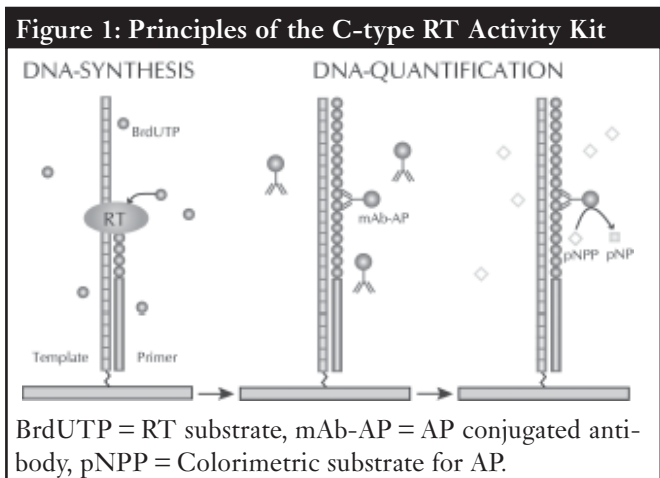 Figure 1: Principles of the C-type RT Activity Kit
DNA-SYNTHESIS
DNA-QUANTIFICATION
BrdUTP
RT
mAb-AP
pNPP pNP
Template
Primer
BrdUTP = RT substrate, mAb-AP = AP conjugated anti-
body, pNPP = Colorimetric substrate for AP.